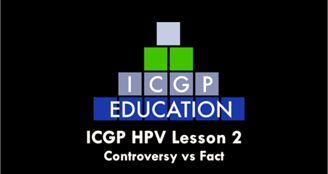 ICGP
EDUCATION
ICGP HPV Lesson 2
Controversy vs Fact